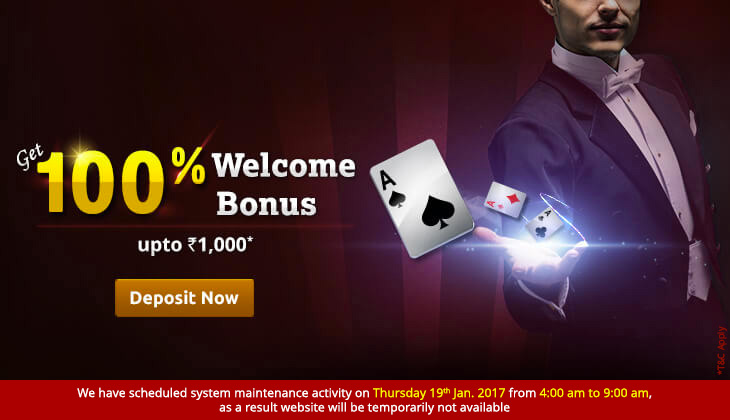 Get
100% Welcome
Bonus
upto ₹1,000*
Deposit Now
A
A
*T&C Apply
We have scheduled system maintenance activity on Thursday 19th Jan. 2017 from 4:00 am to 9:00 am,
as a result website will be temporarily not available